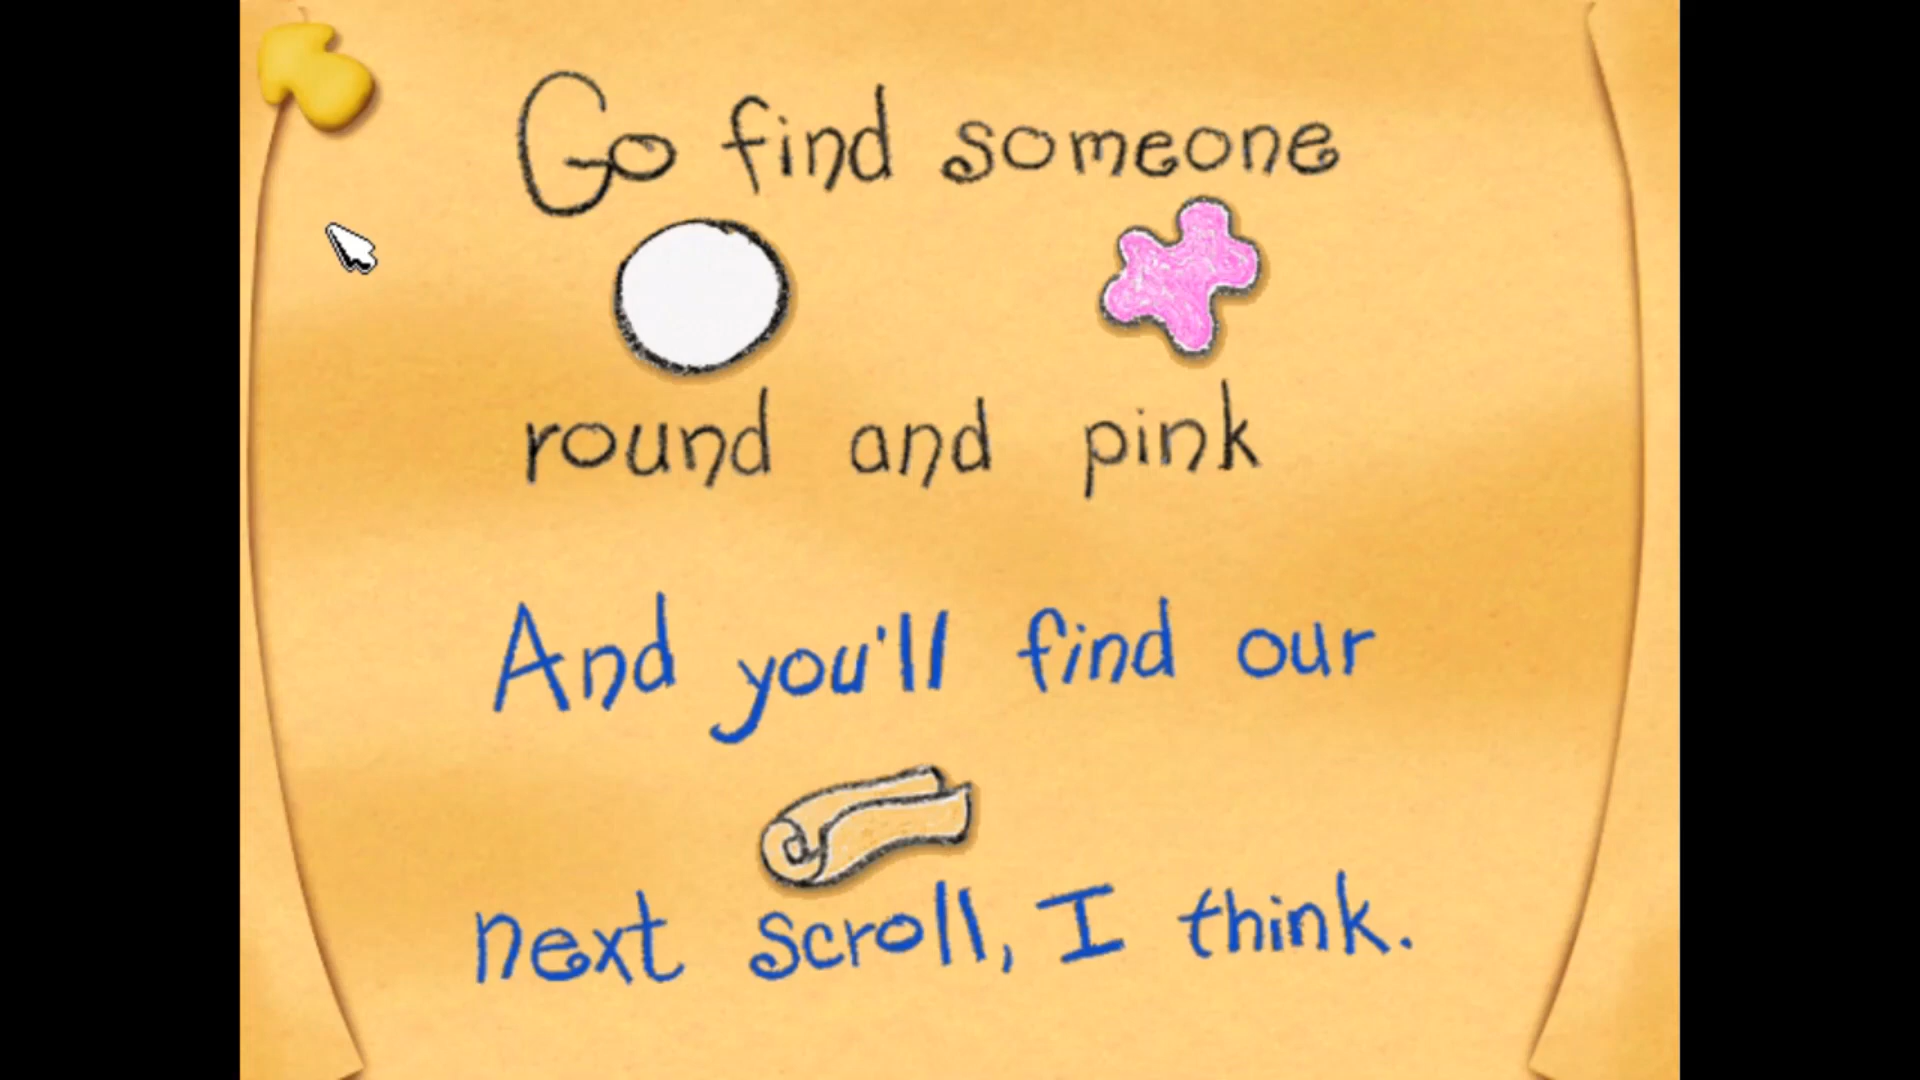 Go find someone
round and pink
And you'll find our
next scroll, I think.